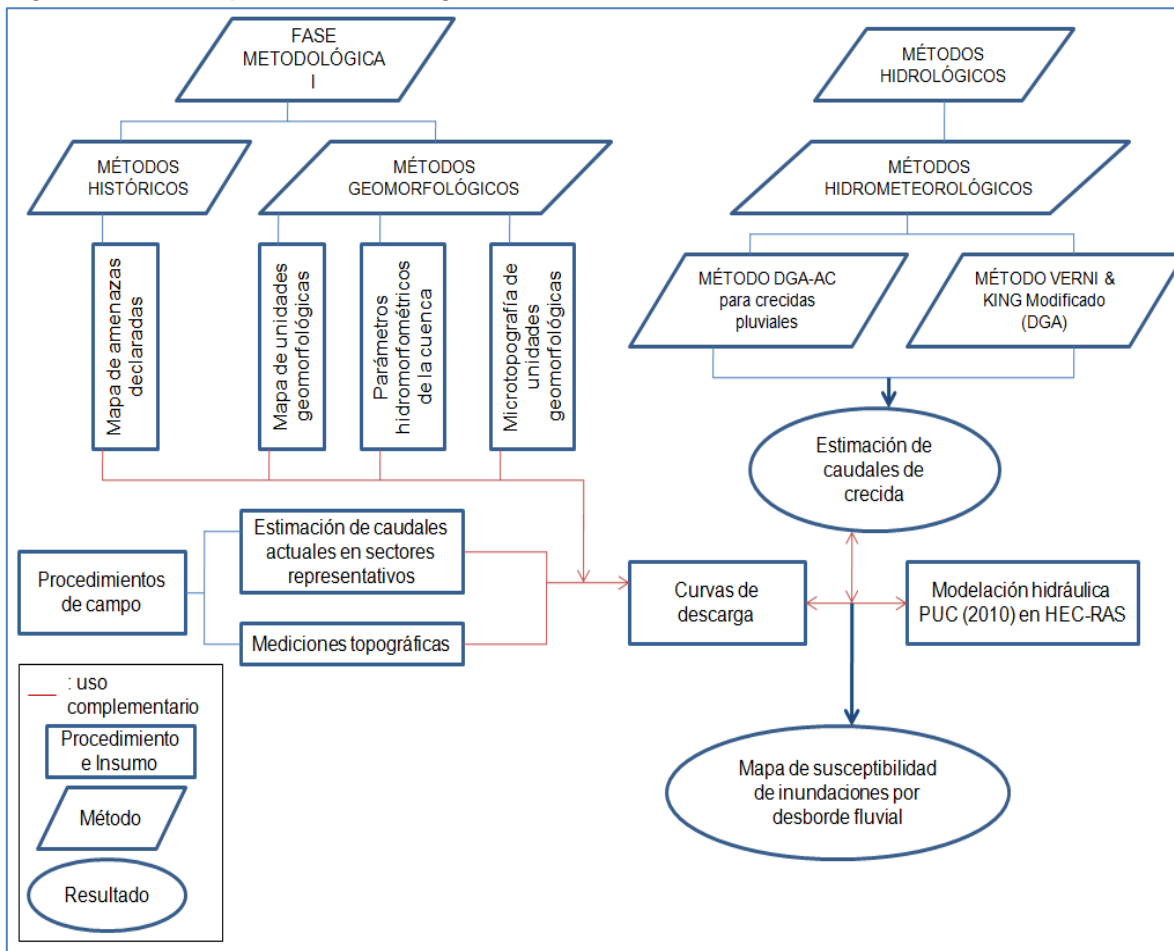 FASE
METODOLÓGICA
I
MÉTODOS
HIDROLÓGICOS
MÉTODOS
HISTÓRICOS
MÉTODOS
GEOMORFOLÓGICOS
MÉTODOS
HIDROMETEOROLÓGICOS
Mapa de amenazas
declaradas
Mapa de unidades
geomorfológicas
Parámetros
hidromorfométricos
de la cuenca
Microtopografía de
unidades
geomorfológicas
MÉTODO DGA-AC
para crecidas
pluviales
MÉTODO VERNI &
KING Modificado
(DGA)
Estimación de
caudales de
crecida
Procedimientos
de campo
Estimación de caudales
actuales en sectores
representativos
Mediciones topográficas
Curvas de
descarga
Modelación hidráulica
PUC (2010) en HEC-RAS
Mapa de susceptibilidad
de inundaciones por
desborde fluvial
: uso
complementario
Procedimiento
e Insumo
Método
Resultado